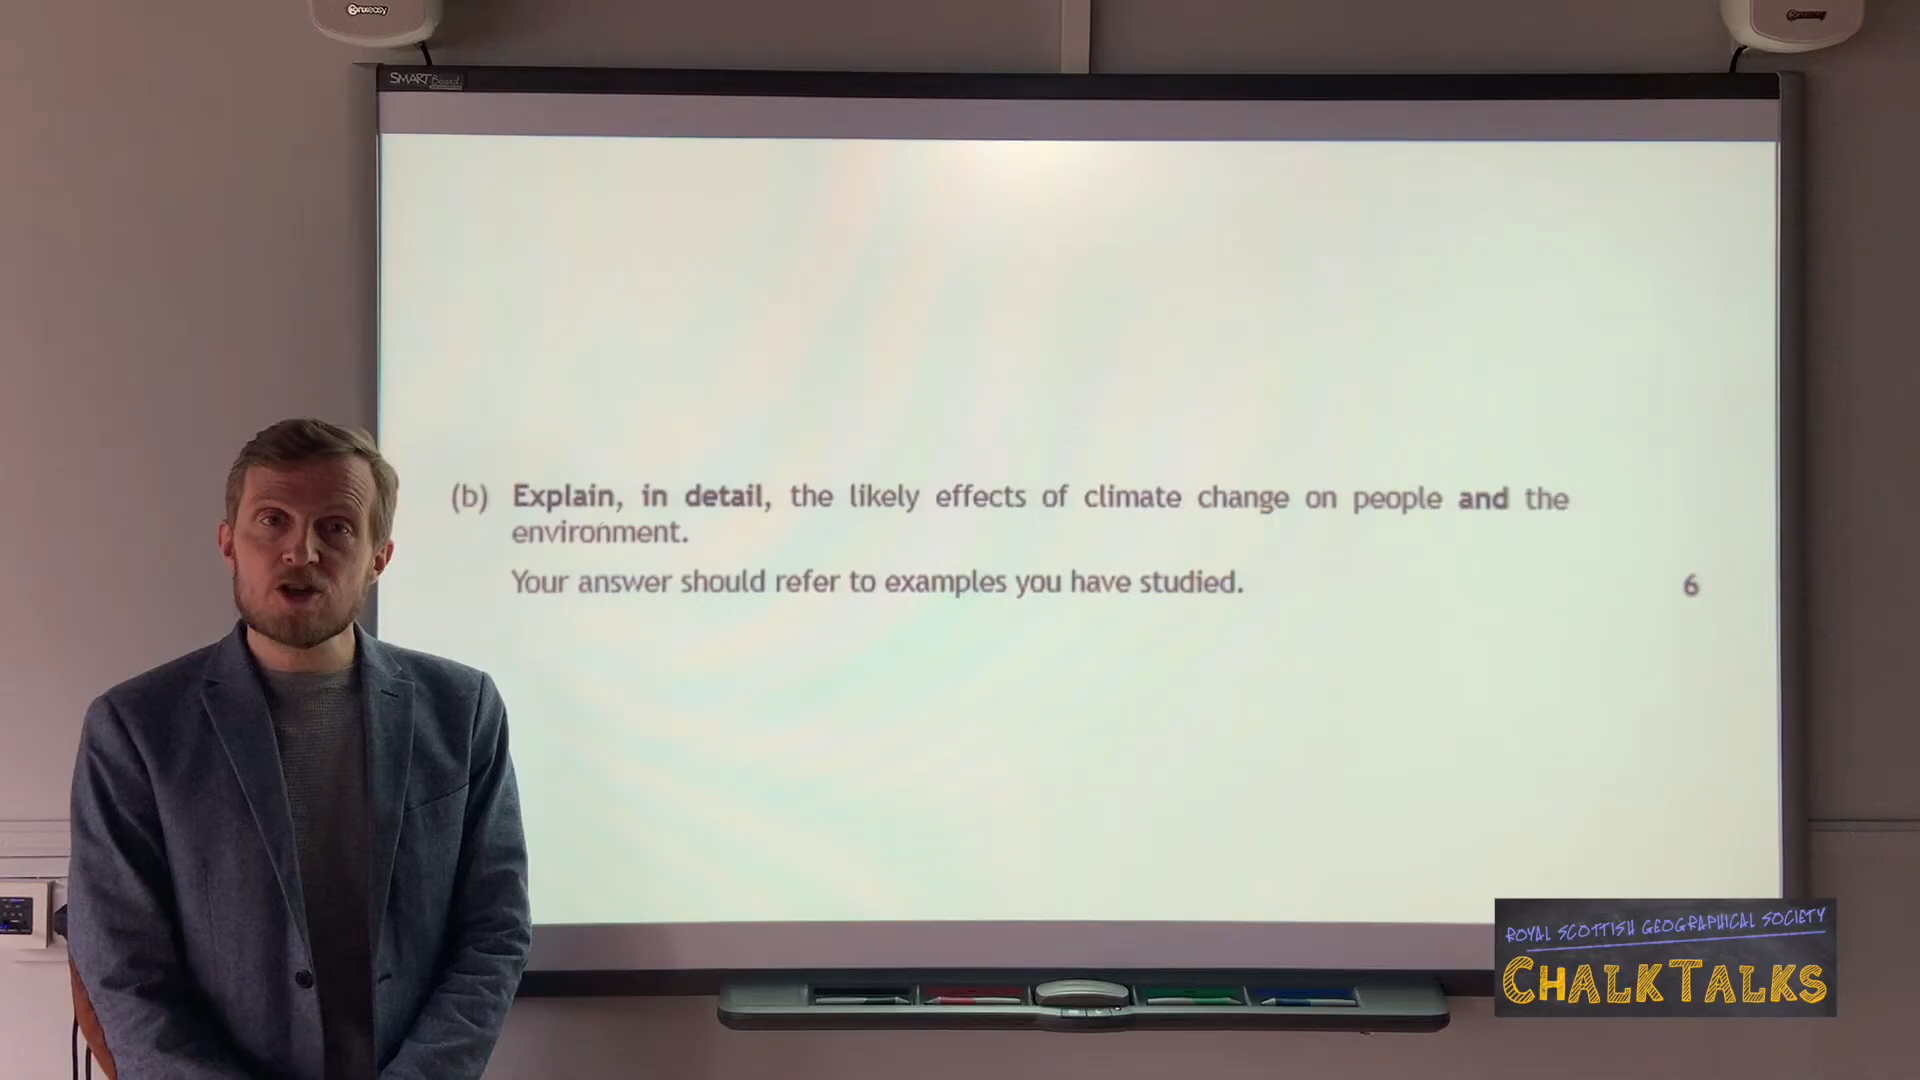 SMART Board
(b) Explain, in detail, the likely effects of climate change on people and the
environment.
Your answer should refer to examples you have studied.
6
ROYAL SCOTTISH GEOGRAPHICAL SOCIETY
CHALKTALKS